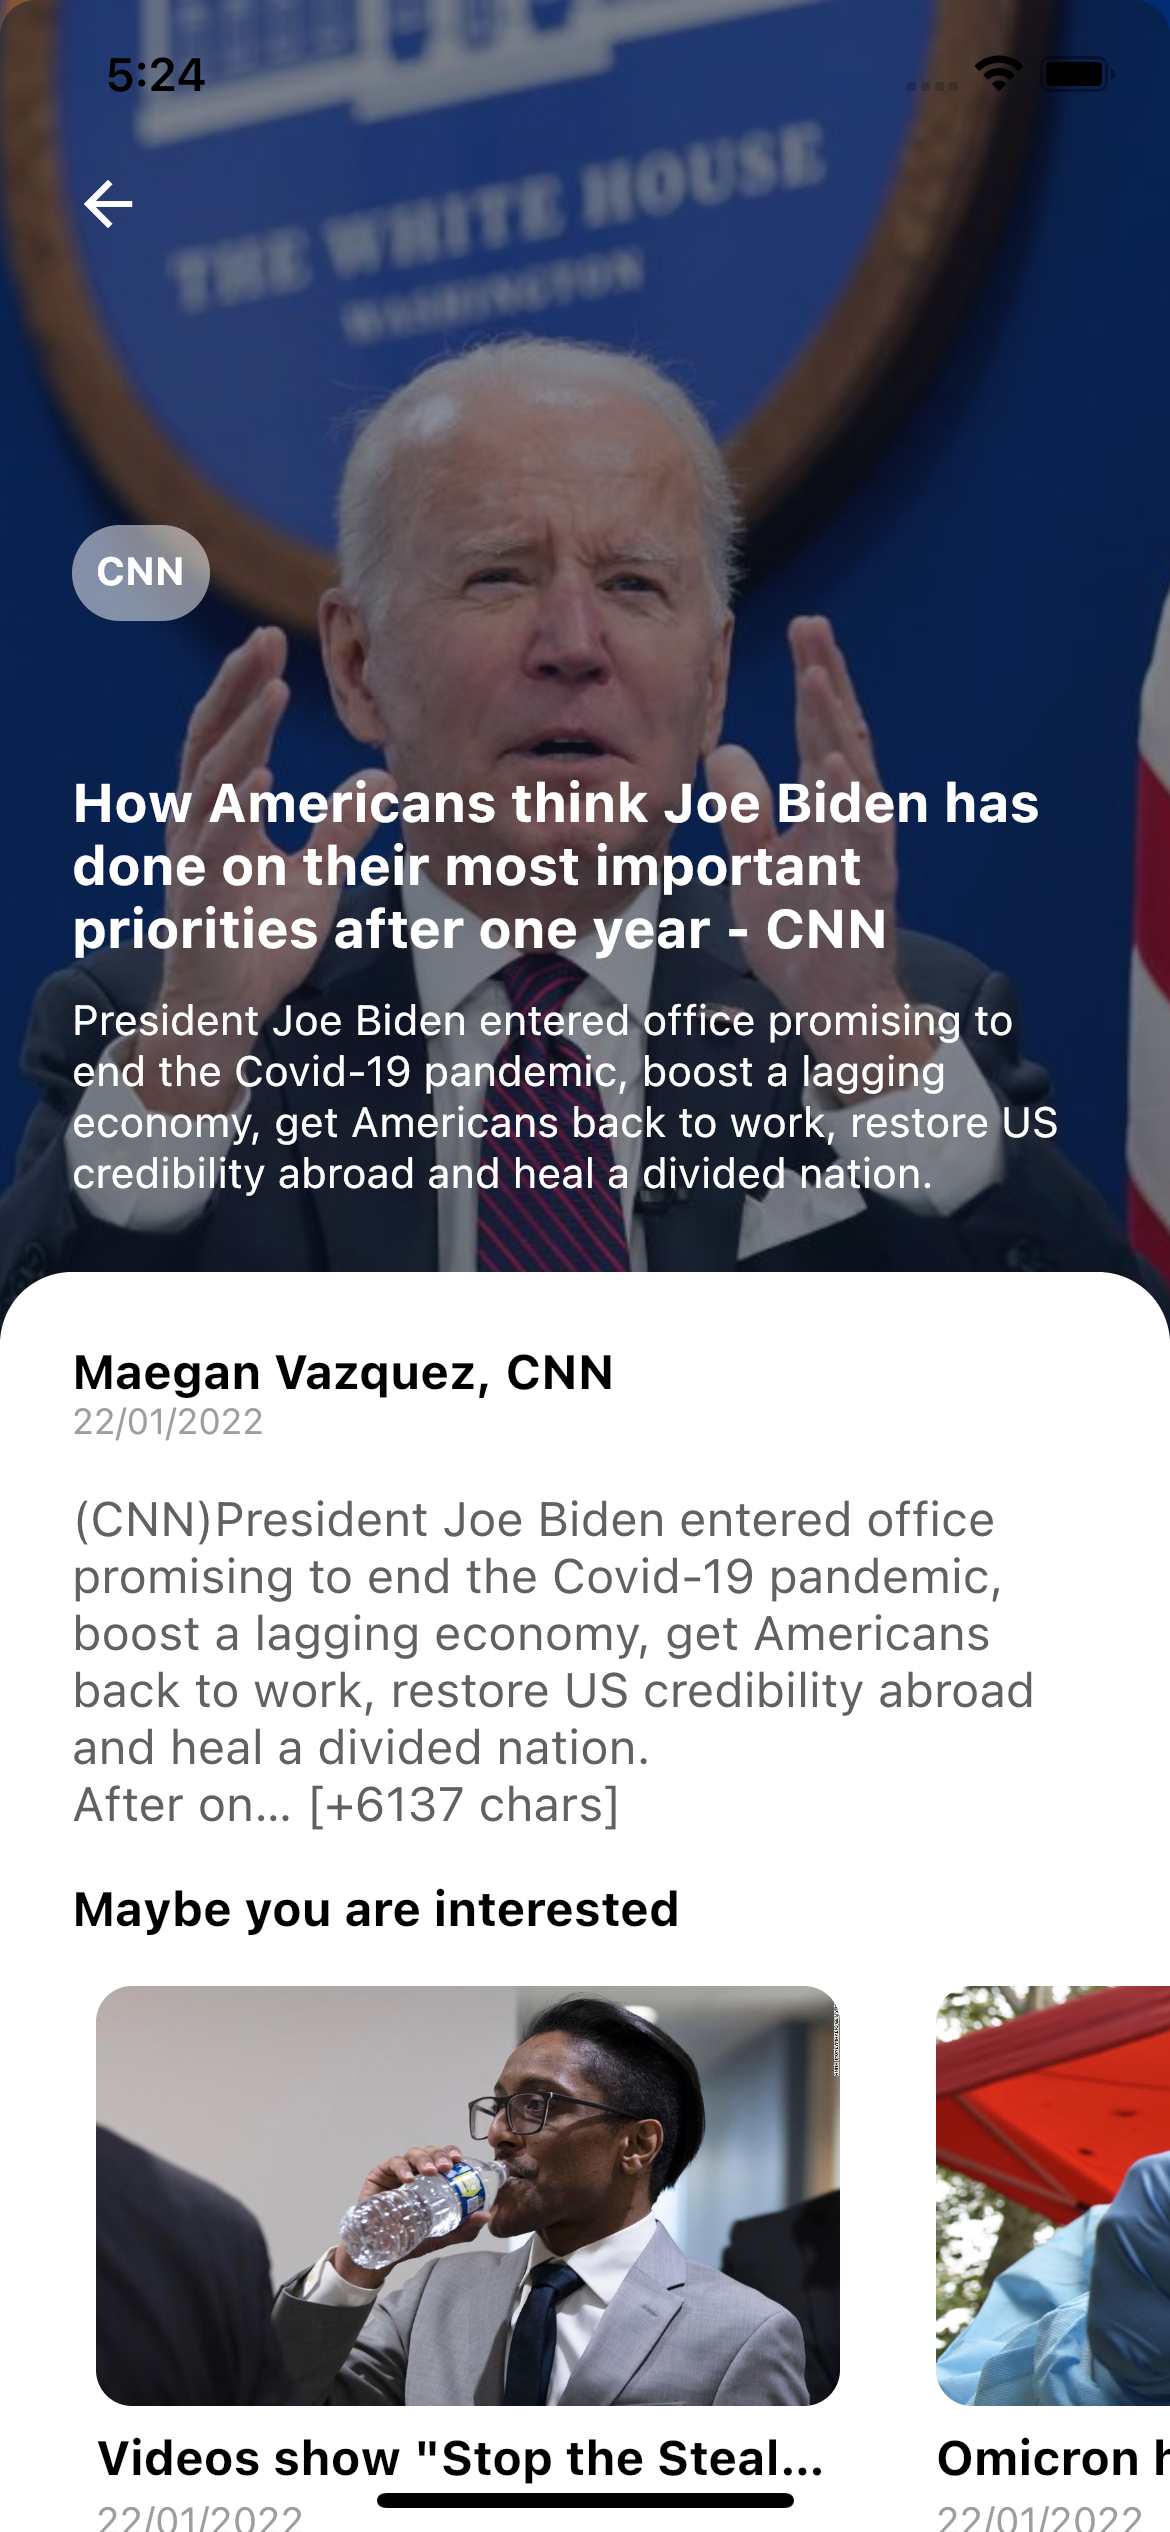 5:24
THE WHITE HOUSE
WASHINGTON
CNN
How Americans think Joe Biden has
done on their most important
priorities after one year - CNN
President Joe Biden entered office promising to
end the Covid-19 pandemic, boost a lagging
economy, get Americans back to work, restore US
credibility abroad and heal a divided nation.
Maegan Vazquez, CNN
22/01/2022
(CNN)President Joe Biden entered office
promising to end the Covid-19 pandemic,
boost a lagging economy, get Americans
back to work, restore US credibility abroad
and heal a divided nation.
After on… [+6137 chars]
Maybe you are interested
Videos show "Stop the Steal...
Omicron
22/01/2022
22/01/2022